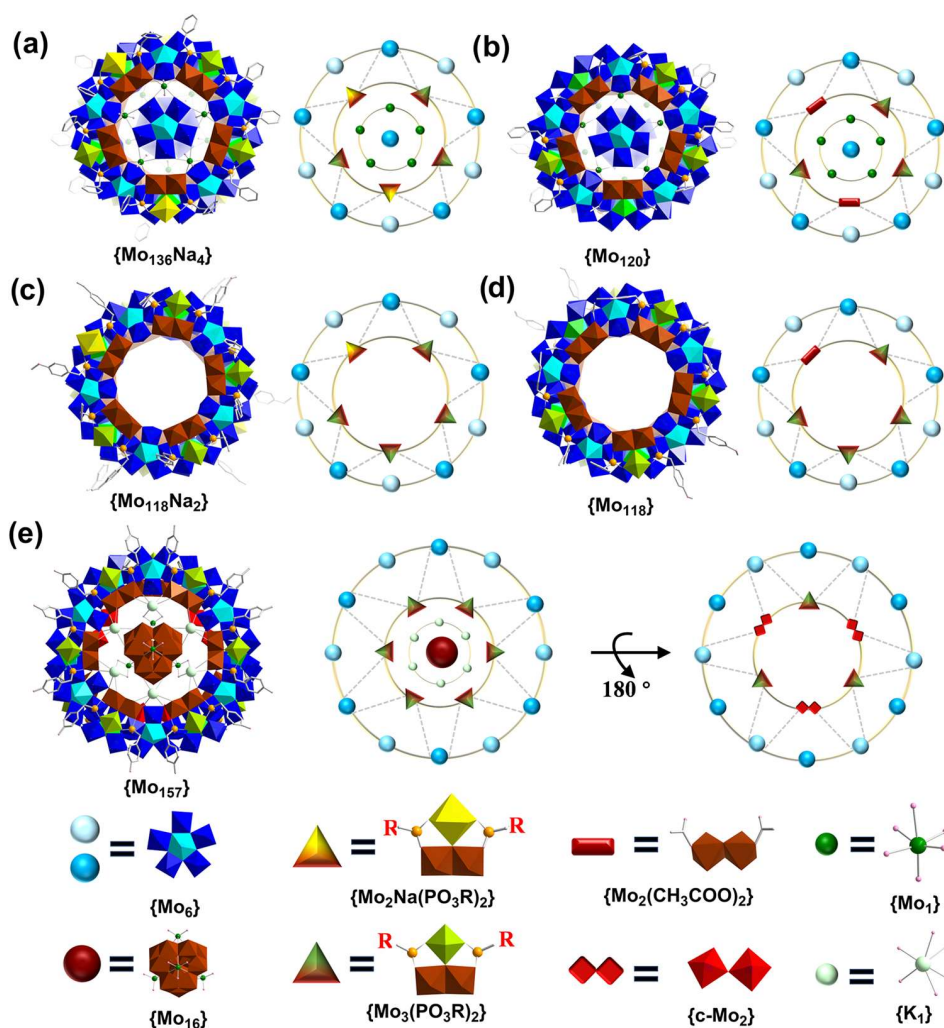 (a)
(b)
{Mo136Na4}
{Mo120}
(c)
(d)
{Mo118Na2}
{Mo118}
(e)
180 °
{Mo157}
=
{Mo6}
=
R
R
{Mo2Na(PO3R)2}
=
{Mo2(CH3COO)2}
=
{Mo1}
=
{Mo16}
=
R
R
{Mo3(PO3R)2}
=
{c-Mo2}
=
{K1}